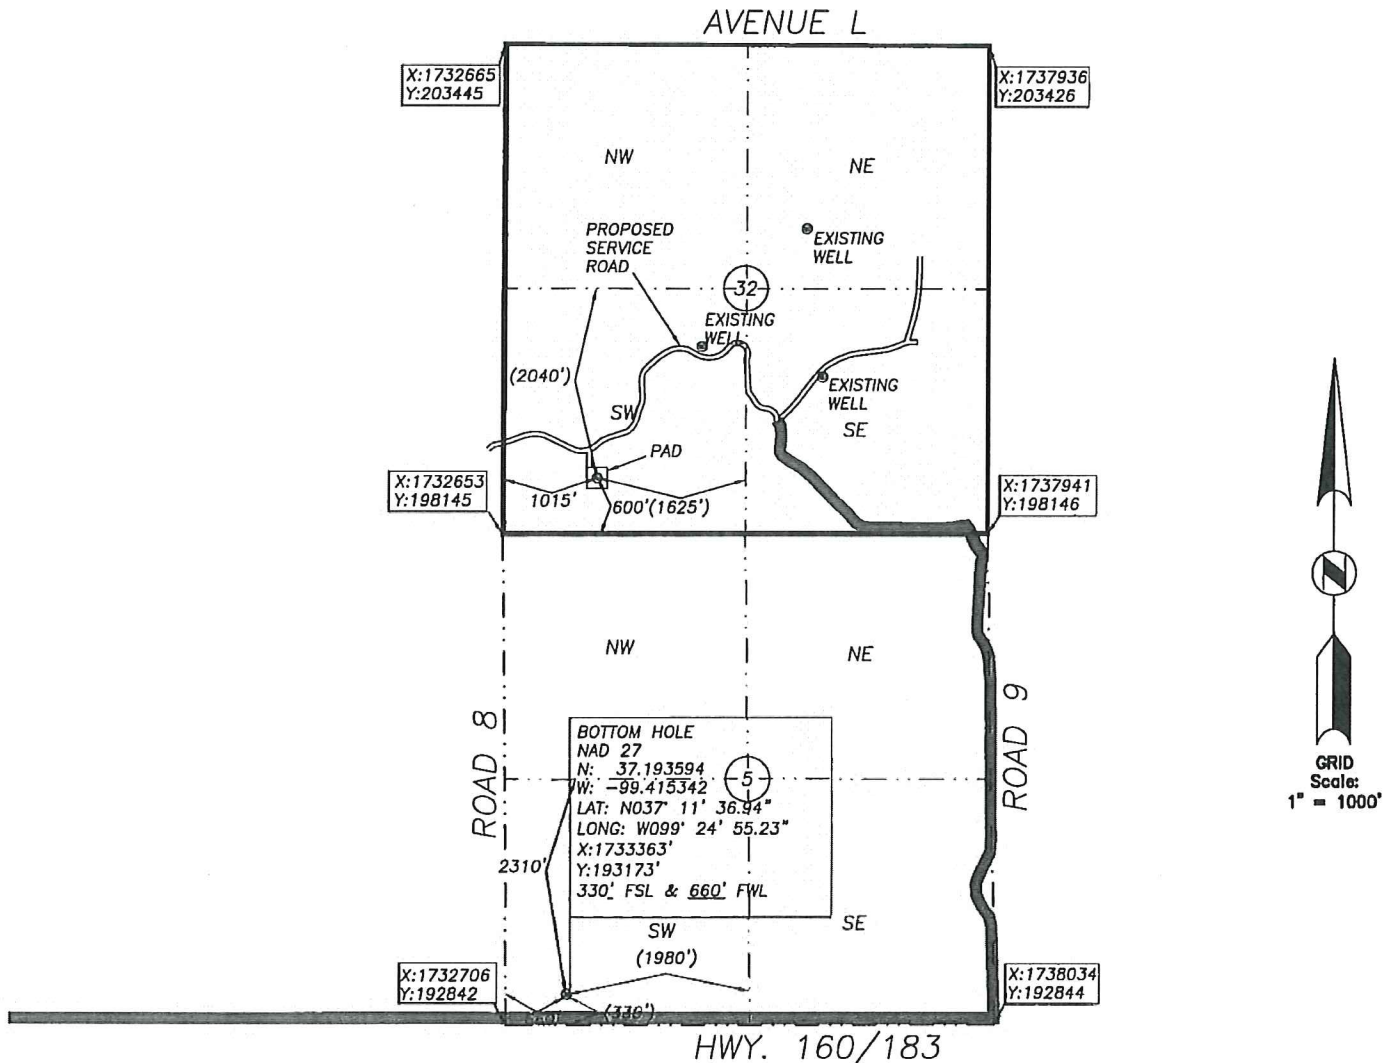 AVENUE L
X:1732665
Y:203445
X:1737936
Y:203426
NW
NE
PROPOSED
SERVICE
ROAD
EXISTING
WELL
32
EXISTING
WELL
(2040')
EXISTING
WELL
SW
SE
PAD
X:1732653
Y:198145
1015'
600'(1625')
X:1737941
Y:198146
NW
NE
ROAD 8
ROAD 9
BOTTOM HOLE
NAD 27
N: 37.193594
W: -99.415342
LAT: N037° 11' 36.94"
LONG: W099° 24' 55.23"
X:1733363'
Y:193173'
330' FSL & 660' FWL
5
2310'
SW
SE
(1980')
X:1732706
Y:192842
(330')
X:1738034
Y:192844
HWY. 160/183
N
GRID
Scale:
1" = 1000'